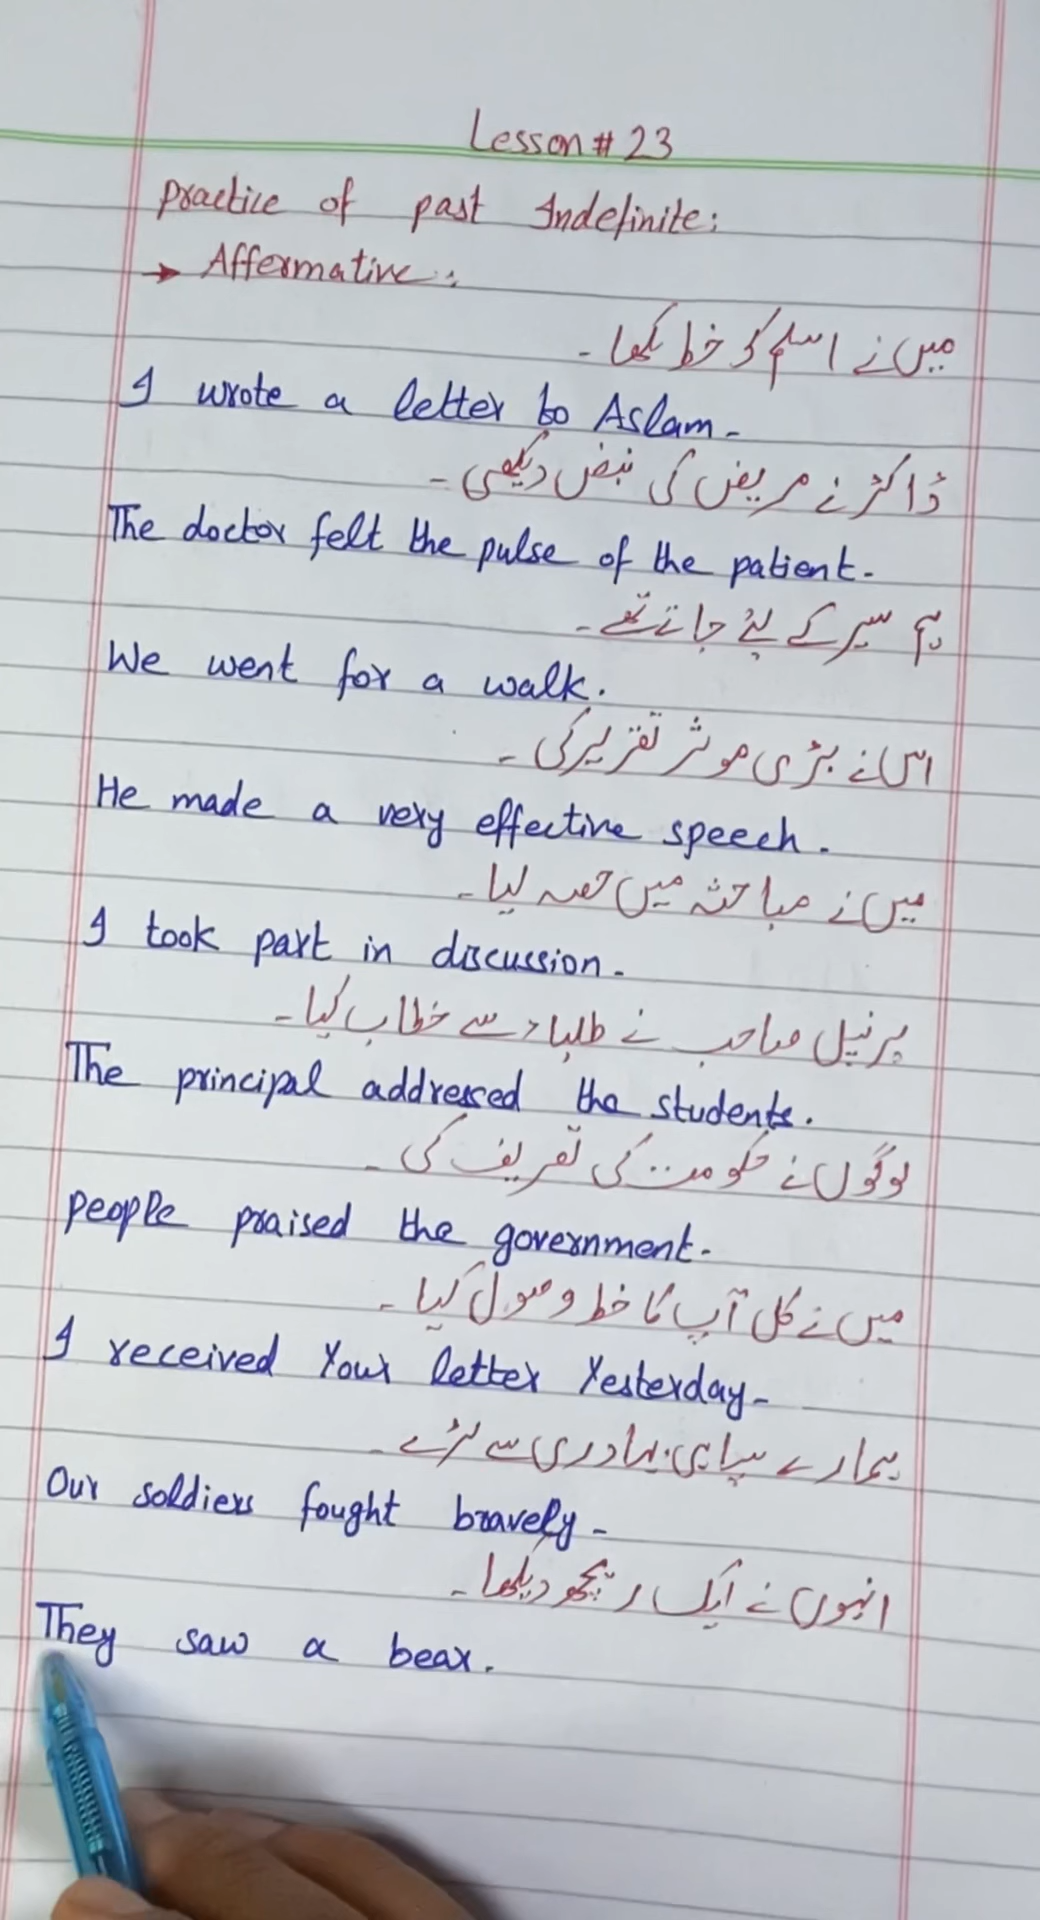 Lesson # 23
Practice of past Indefinite:
→ Affermative:
میں نے اسلم کو خط لکھا۔
I wrote a letter to Aslam.
ڈاکٹر نے مریض کی نبض دیکھی۔
The doctor felt the pulse of the patient.
ہم سیر کے لئے جاتے تھے۔
We went for a walk.
اس نے بڑی موثر تقریر کی۔
He made a very effective speech.
میں نے مباحثہ میں حصہ لیا۔
I took part in discussion.
پرنپل صاحب نے طلباء سے خطاب کیا۔
The principal addressed the students.
لوگوں نے حکومت کی تعریف کی۔
People praised the government.
میں نے کل آپ کا خط وصول کیا۔
I received Your letter Yesterday.
ہمارے سپاہی بہادری سے لڑے۔
Our soldiers fought bravely.
انہوں نے ایک ریچھ دیکھا۔
They saw a bear.